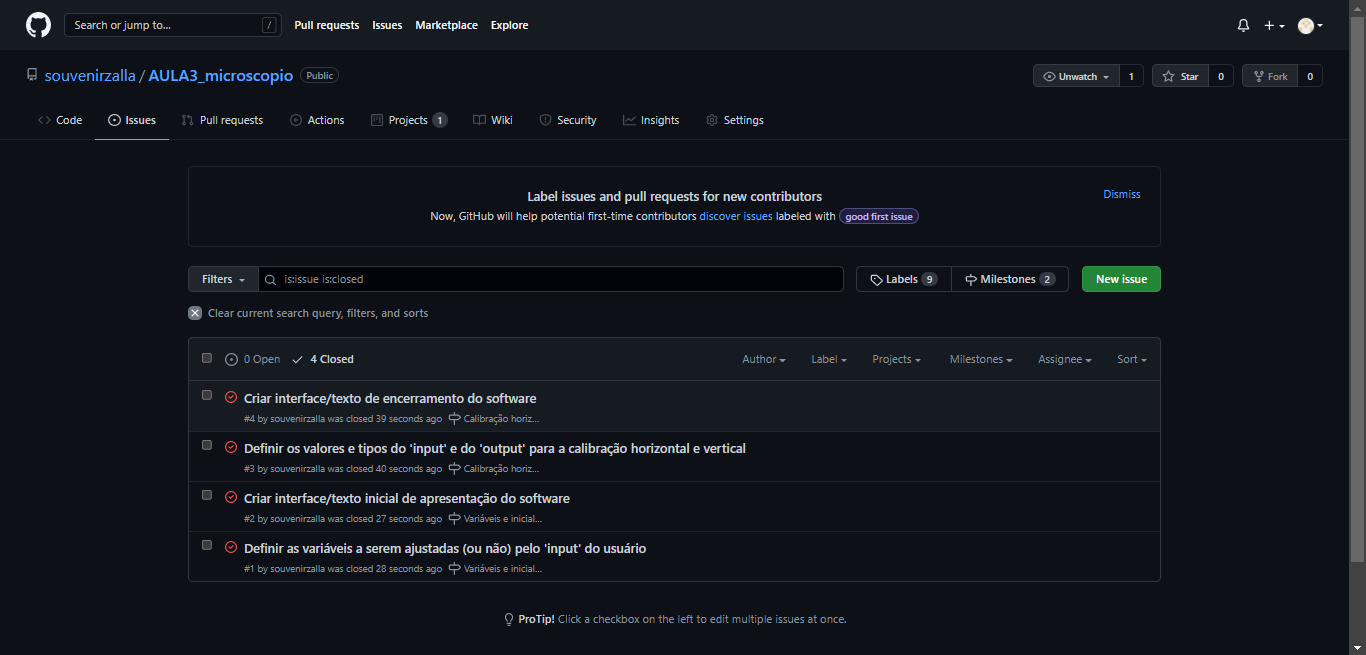 Search or jump to... / Pull requests Issues Marketplace Explore
souvenirzalla / AULA3_microscopio Public Unwatch 1 Star 0 Fork 0
Code Issues Pull requests Actions Projects 1 Wiki Security Insights Settings
Label issues and pull requests for new contributors Dismiss
Now, GitHub will help potential first-time contributors discover issues labeled with good first issue
Filters is:issue is:closed Labels 9 Milestones 2 New issue
Clear current search query, filters, and sorts
0 Open 4 Closed Author Label Projects Milestones Assignee Sort
Criar interface/texto de encerramento do software
#4 by souvenirzalla was closed 39 seconds ago Calibração horiz...
Definir os valores e tipos do 'input' e do 'output' para a calibração horizontal e vertical
#3 by souvenirzalla was closed 40 seconds ago Calibração horiz...
Criar interface/texto inicial de apresentação do software
#2 by souvenirzalla was closed 27 seconds ago Variáveis e inicial...
Definir as variáveis a serem ajustadas (ou não) pelo 'input' do usuário
#1 by souvenirzalla was closed 28 seconds ago Variáveis e inicial...
ProTip! Click a checkbox on the left to edit multiple issues at once.